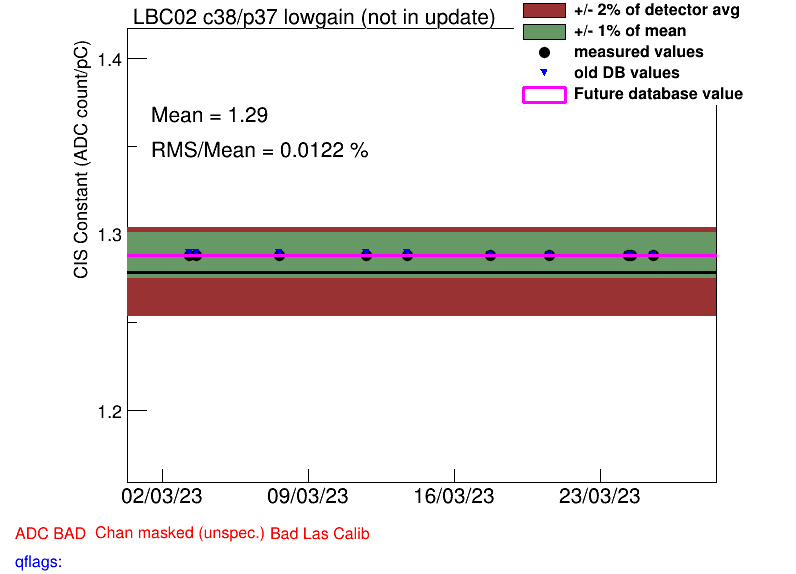 LBC02 c38/p37 lowgain (not in update)
+/- 2% of detector avg
+/- 1% of mean
measured values
old DB values
Future database value
CIS Constant (ADC count/pC)
1.4
Mean = 1.29
RMS/Mean = 0.0122 %
1.3
1.2
02/03/23 09/03/23 16/03/23 23/03/23
ADC BAD Chan masked (unspec.) Bad Las Calib
qflags: